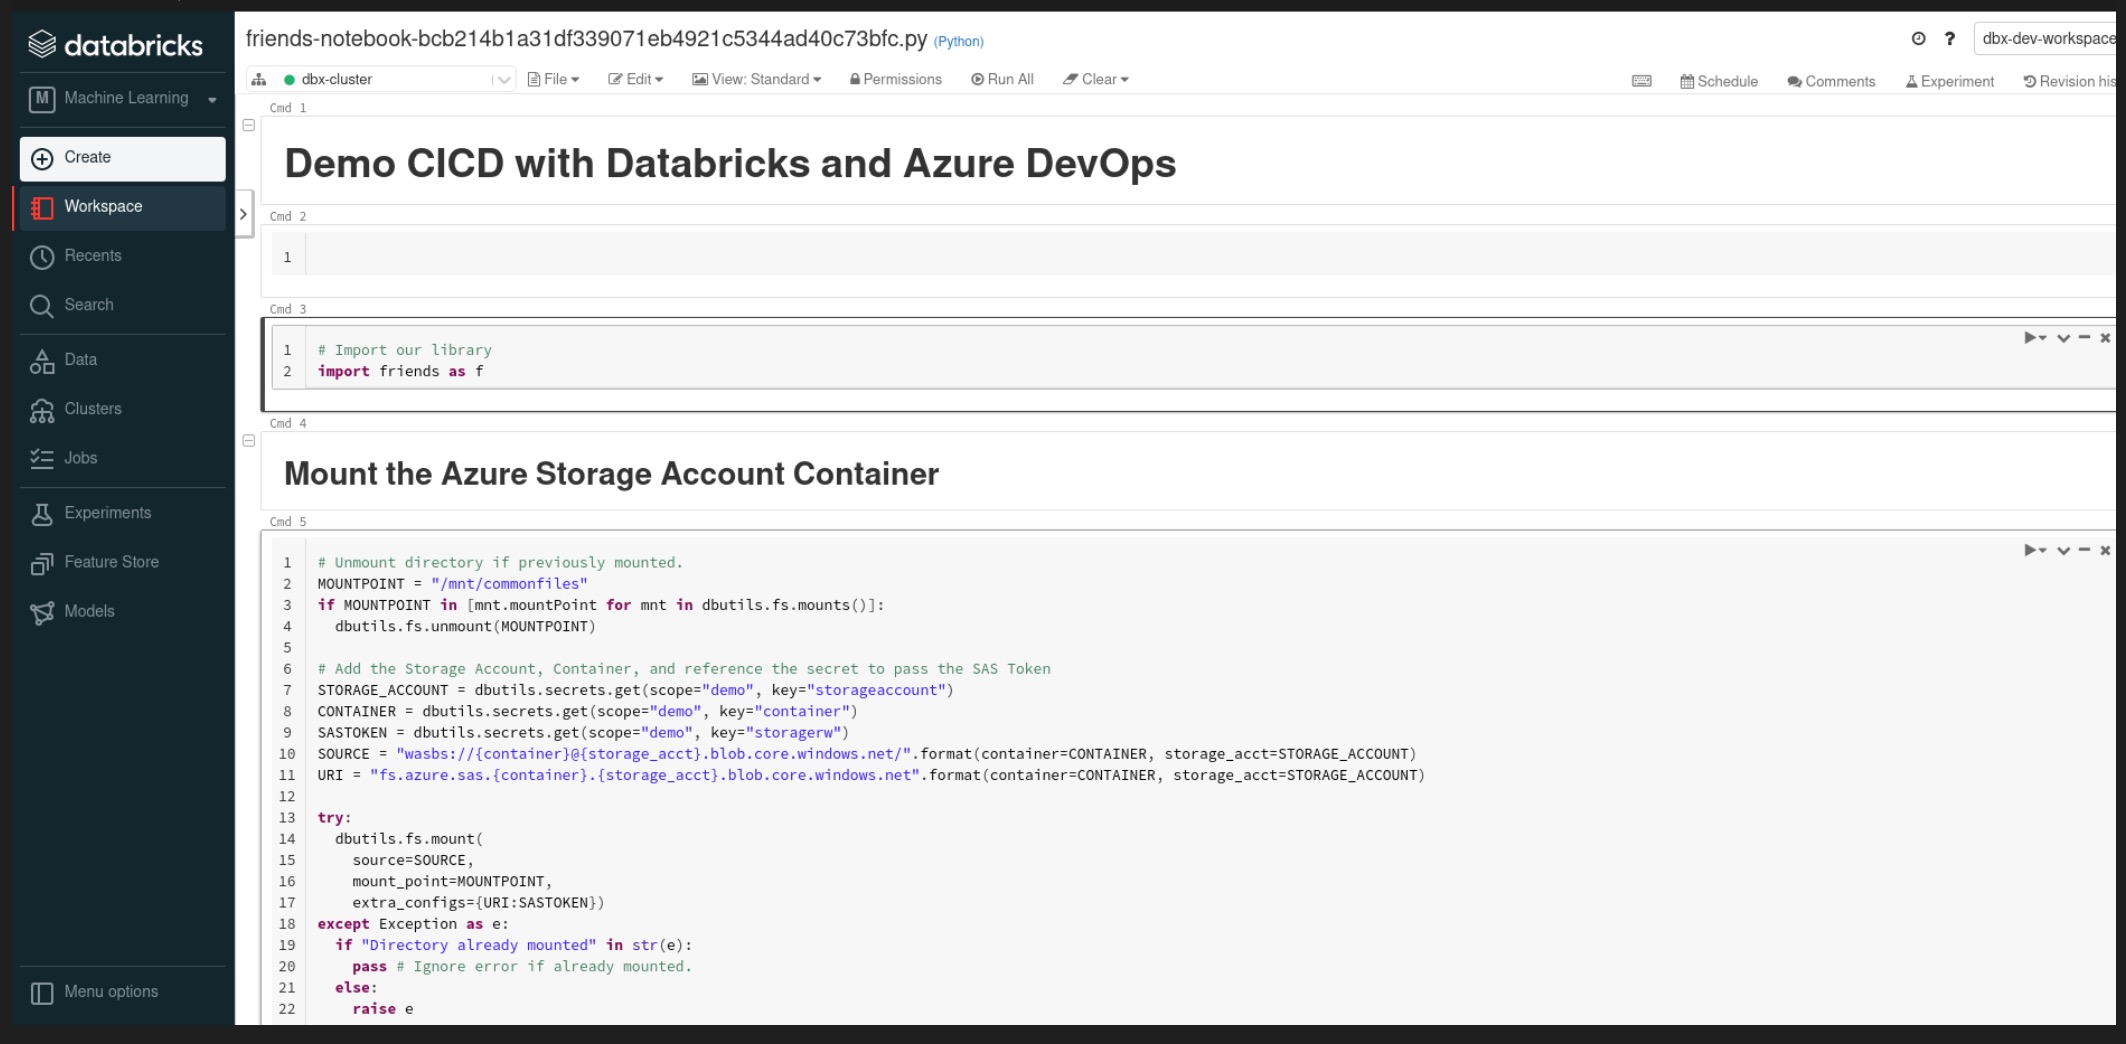 databricks
M Machine Learning
Create
Workspace
Recents
Search
Data
Clusters
Jobs
Experiments
Feature Store
Models
Menu options
friends-notebook-bcb214b1a31df339071eb4921c5344ad40c73bfc.py (Python)
? dbx-dev-workspace
dbx-cluster File Edit View: Standard Permissions Run All Clear Schedule Comments Experiment Revision his
Cmd 1
Demo CICD with Databricks and Azure DevOps
Cmd 2
1
Cmd 3
1 # Import our library
2 import friends as f
Cmd 4
Mount the Azure Storage Account Container
Cmd 5
1 # Unmount directory if previously mounted.
2 MOUNTPOINT = "/mnt/commonfiles"
3 if MOUNTPOINT in [mnt.mountPoint for mnt in dbutils.fs.mounts()]:
4   dbutils.fs.unmount(MOUNTPOINT)
5
6 # Add the Storage Account, Container, and reference the secret to pass the SAS Token
7 STORAGE_ACCOUNT = dbutils.secrets.get(scope="demo", key="storageaccount")
8 CONTAINER = dbutils.secrets.get(scope="demo", key="container")
9 SASTOKEN = dbutils.secrets.get(scope="demo", key="storagerw")
10 SOURCE = "wasbs://{container}@{storage_acct}.blob.core.windows.net/".format(container=CONTAINER, storage_acct=STORAGE_ACCOUNT)
11 URI = "fs.azure.sas.{container}.{storage_acct}.blob.core.windows.net".format(container=CONTAINER, storage_acct=STORAGE_ACCOUNT)
12
13 try:
14   dbutils.fs.mount(
15     source=SOURCE,
16     mount_point=MOUNTPOINT,
17     extra_configs={URI:SASTOKEN})
18 except Exception as e:
19   if "Directory already mounted" in str(e):
20     pass # Ignore error if already mounted.
21   else:
22     raise e